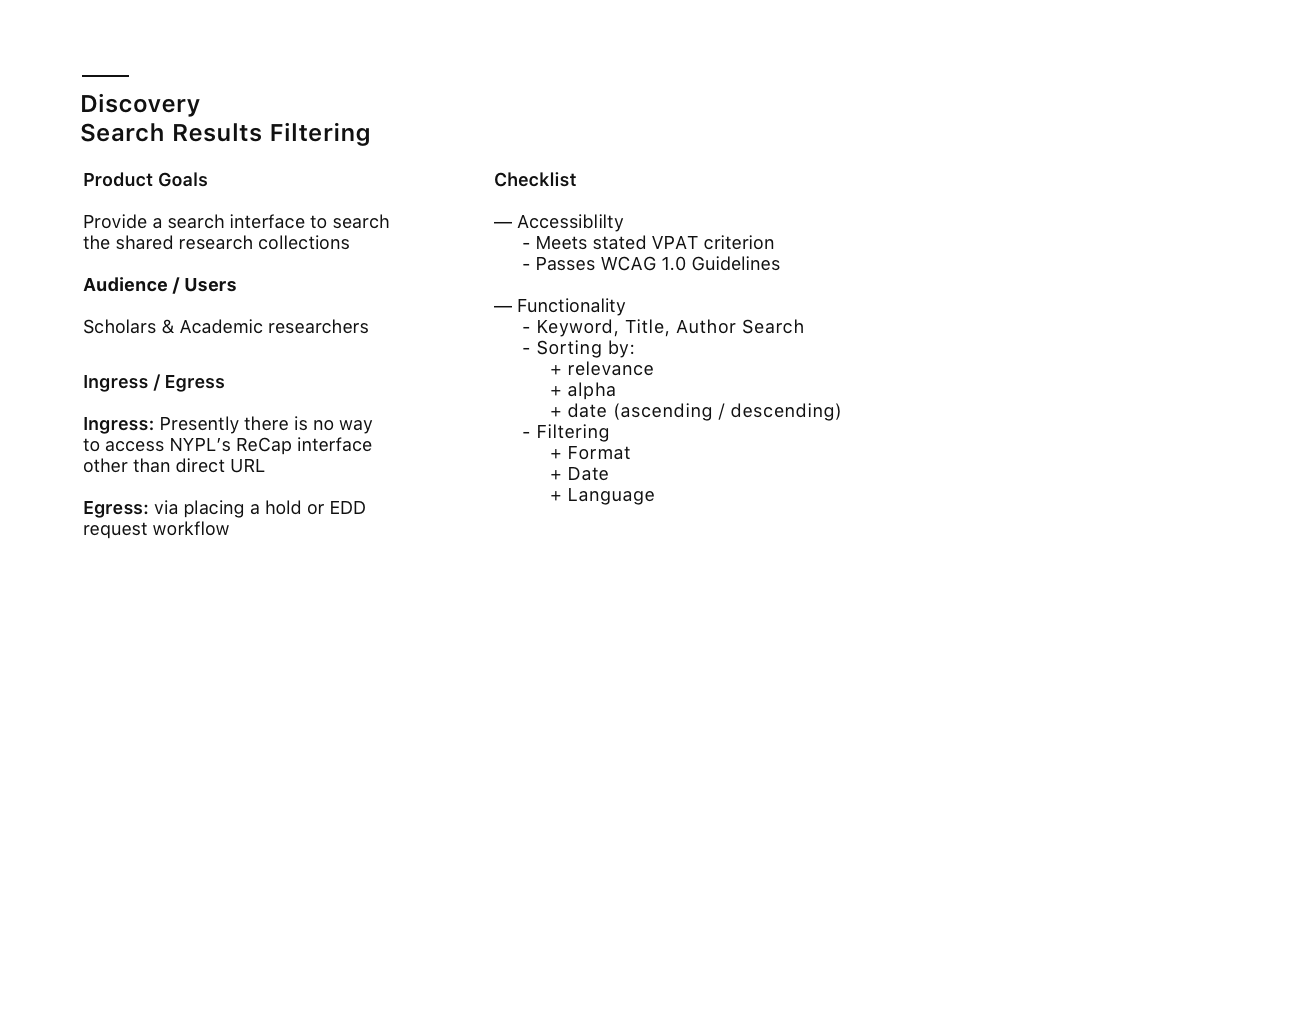 Discovery
Search Results Filtering
Product Goals
Provide a search interface to search
the shared research collections
Audience / Users
Scholars & Academic researchers
Ingress / Egress
Ingress: Presently there is no way
to access NYPL’s ReCap interface
other than direct URL
Egress: via placing a hold or EDD
request workflow
Checklist
— Accessiblilty
- Meets stated VPAT criterion
- Passes WCAG 1.0 Guidelines
— Functionality
- Keyword, Title, Author Search
- Sorting by:
+ relevance
+ alpha
+ date (ascending / descending)
- Filtering
+ Format
+ Date
+ Language